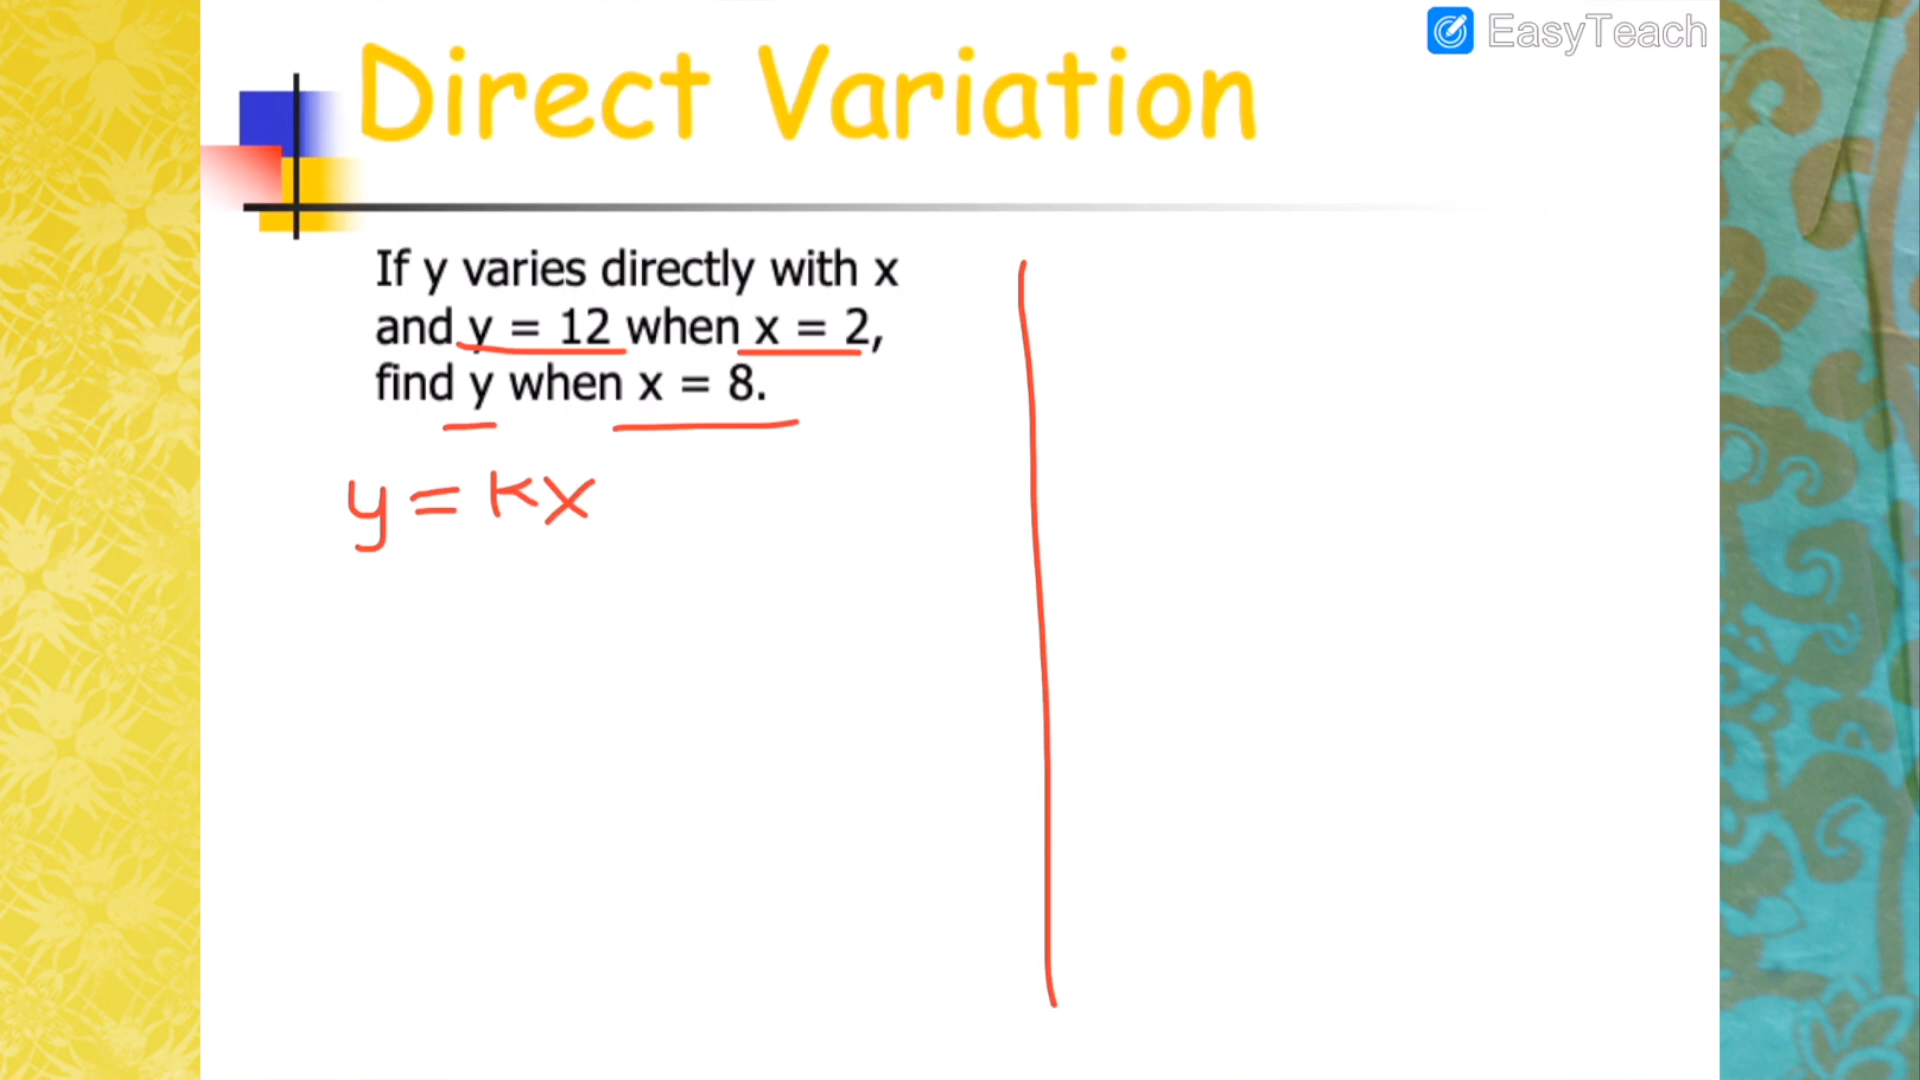 EasyTeach
Direct Variation
If y varies directly with x
and y = 12 when x = 2,
find y when x = 8.
y = kx